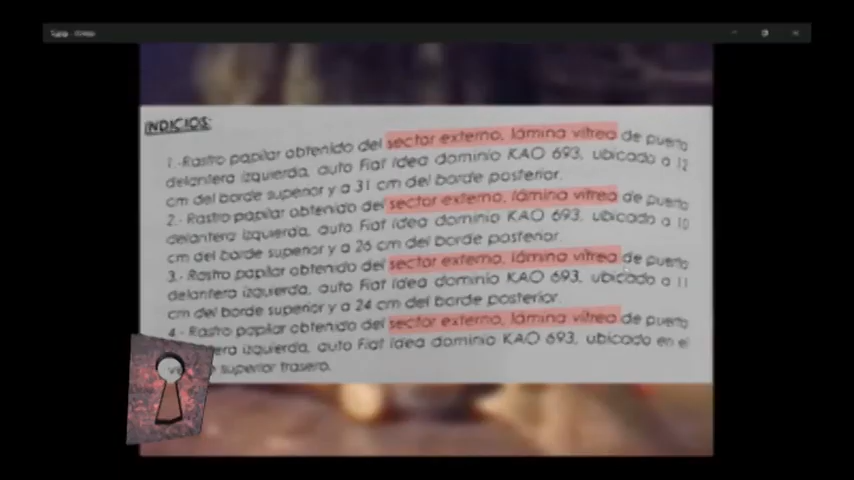 INDICIOS:
1.-Rastro papilar obtenido del sector externo, lámina vítrea de puerta
delantera izquierda, auto Fiat Idea dominio KAO 693, ubicado a 12
cm del borde superior y a 31 cm del borde posterior.
2.- Rastro papilar obtenido del sector externo, lámina vítrea de puerta
delantera izquierda, auto Fiat Idea dominio KAO 693, ubicado a 10
cm del borde superior y a 26 cm del borde posterior.
3.- Rastro papilar obtenido del sector externo, lámina vítrea de puerta
delantera izquierda, auto Fiat Idea dominio KAO 693, ubicado a 11
cm del borde superior y a 24 cm del borde posterior.
4.- Rastro papilar obtenido del sector externo, lámina vítrea de puerta
izquierda, auto Fiat Idea dominio KAO 693, ubicado en el
superior trasero.